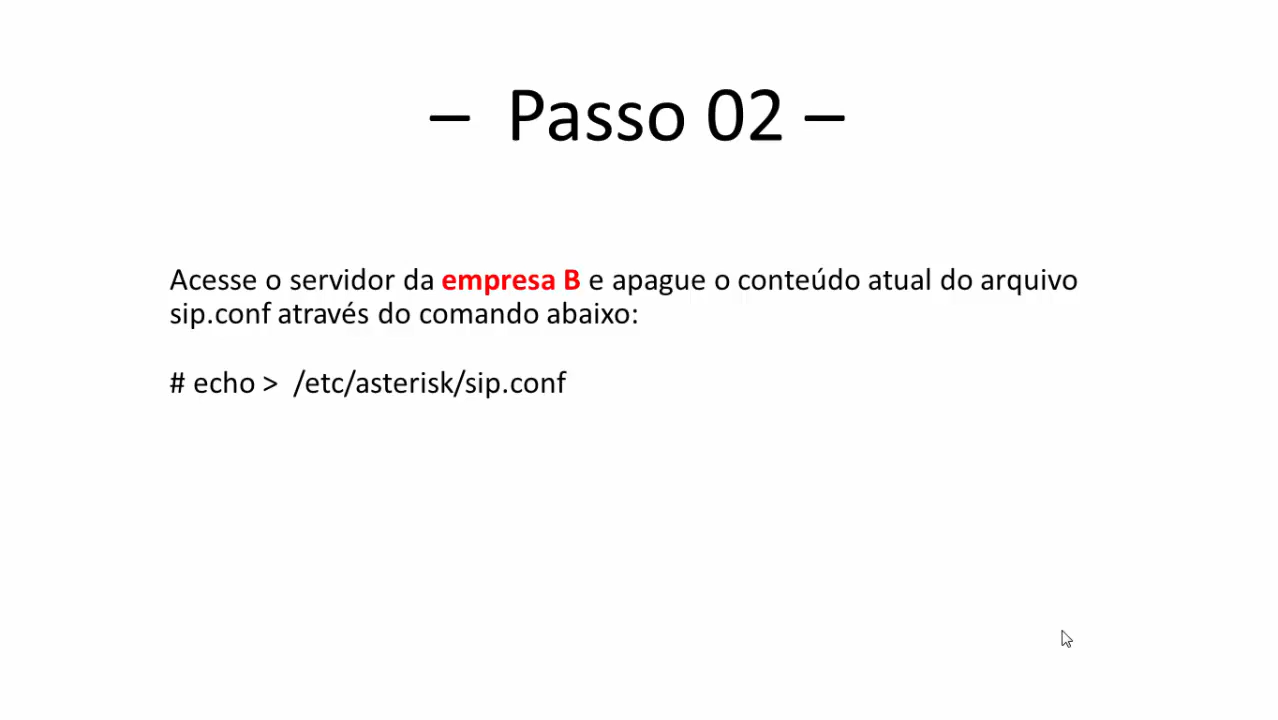 – Passo 02 –
Acesse o servidor da empresa B e apague o conteúdo atual do arquivo
sip.conf através do comando abaixo:
# echo > /etc/asterisk/sip.conf